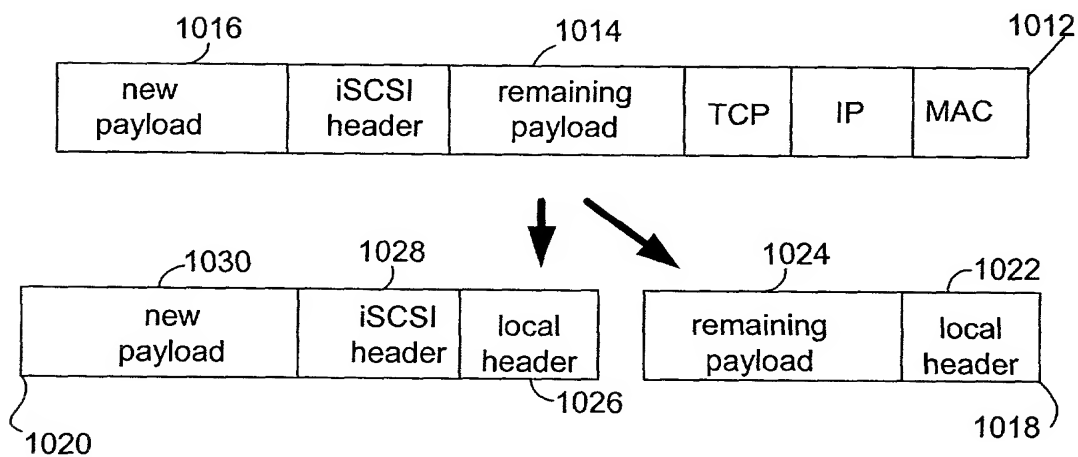 1016
1014
1012
new
payload
iSCSI
header
remaining
payload
TCP
IP
MAC
1030
1028
1024
1022
new
payload
iSCSI
header
local
header
remaining
payload
local
header
1026
1020
1018